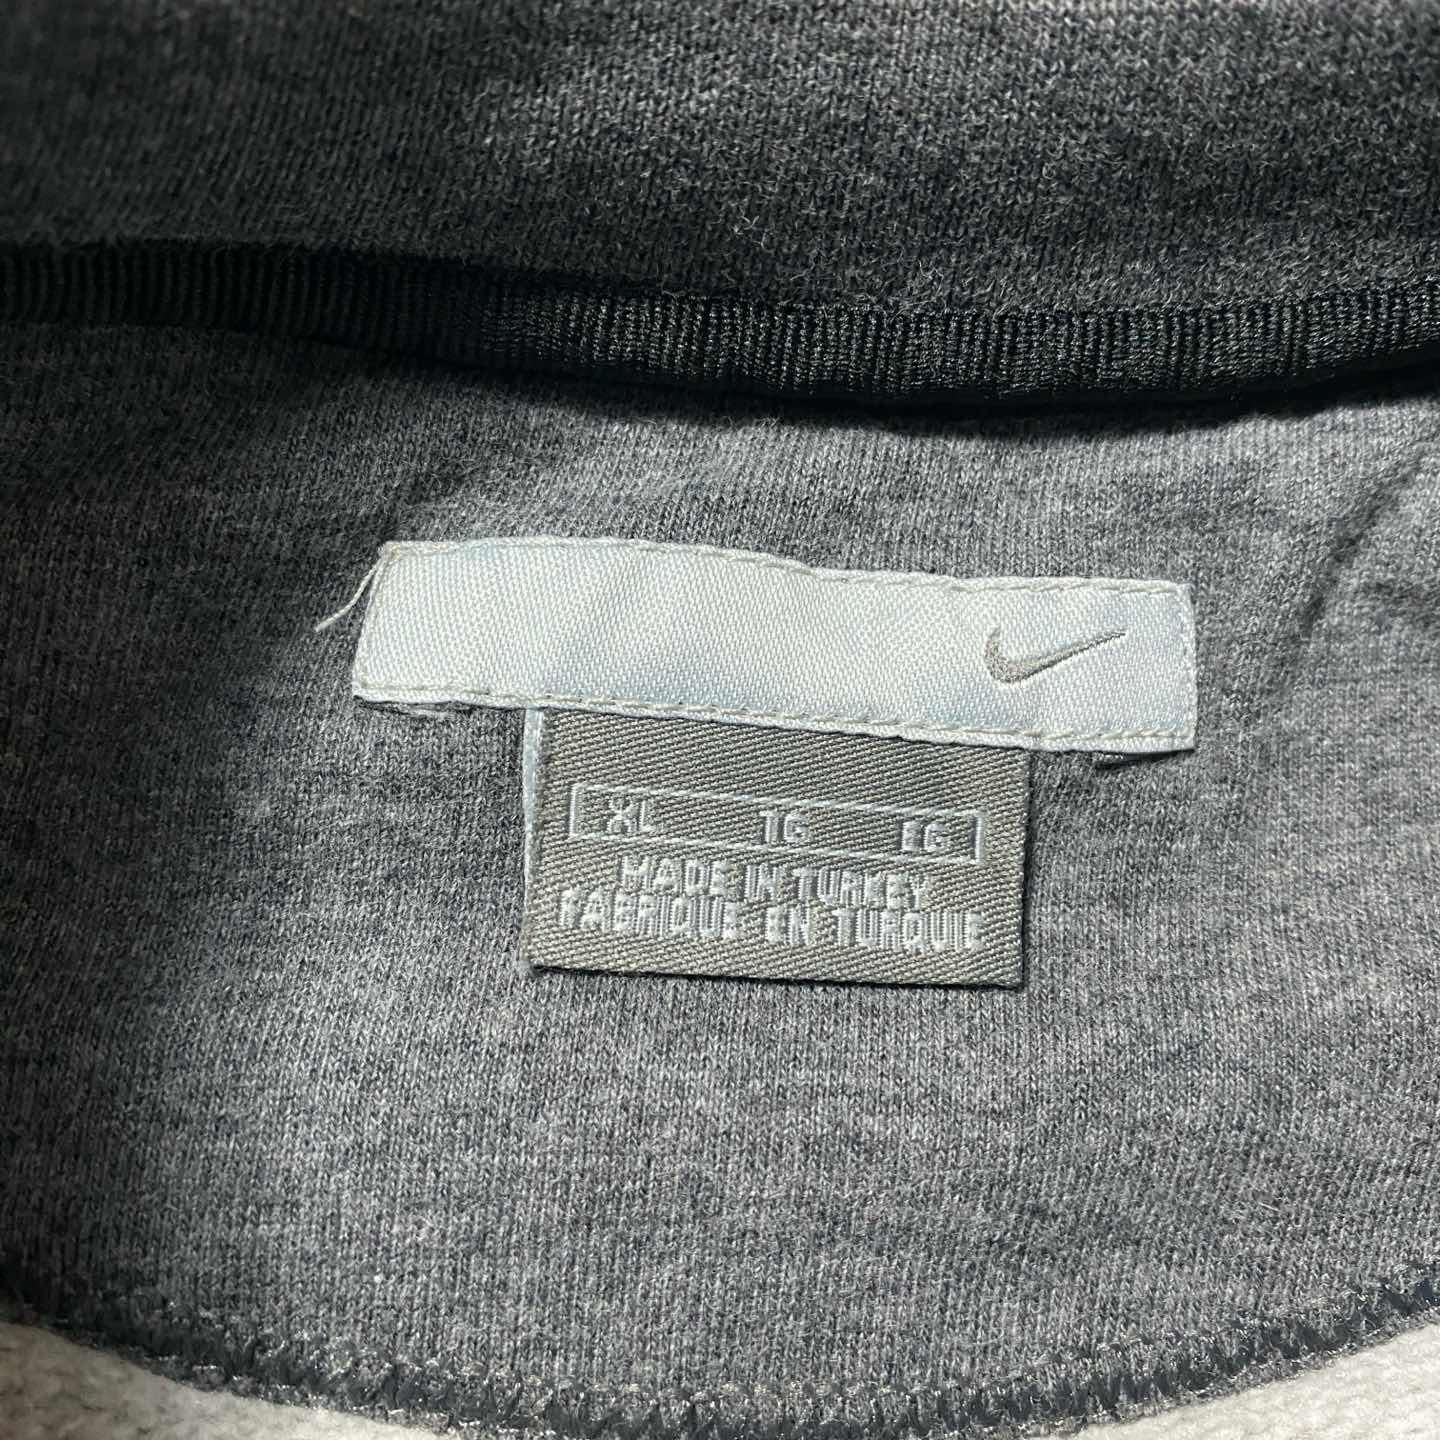 XL TG EG
MADE IN TURKEY
FABRIQUE EN TURQUIE